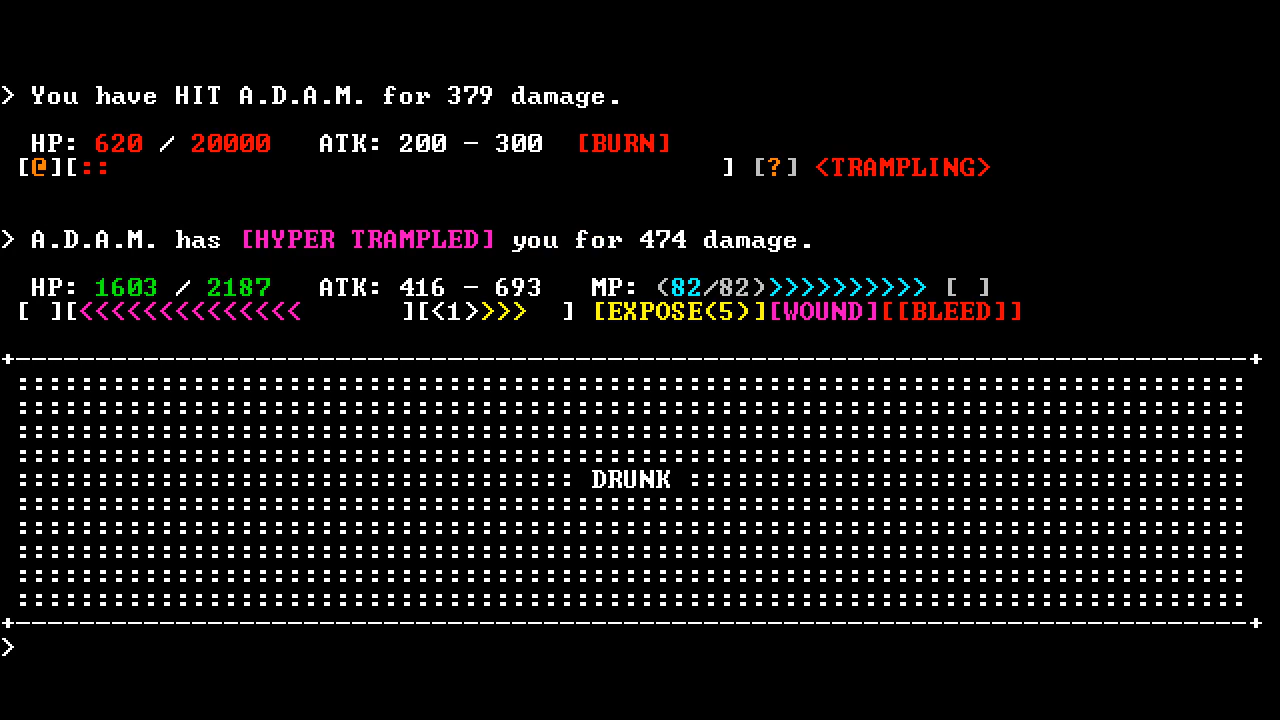 > You have HIT A.D.A.M. for 379 damage.
HP: 620 / 20000   ATK: 200 - 300  [BURN]
[@][::                                      ] [?] <TRAMPLING>
> A.D.A.M. has [HYPER TRAMPLED] you for 474 damage.
HP: 1603 / 2187   ATK: 416 - 693   MP: (82/82)>>>>>>>>>> [ ]
[ ][<<<<<<<<<<<<<<      ][<1>>>>  ] [EXPOSE(5)][WOUND][[BLEED]]
DRUNK
>